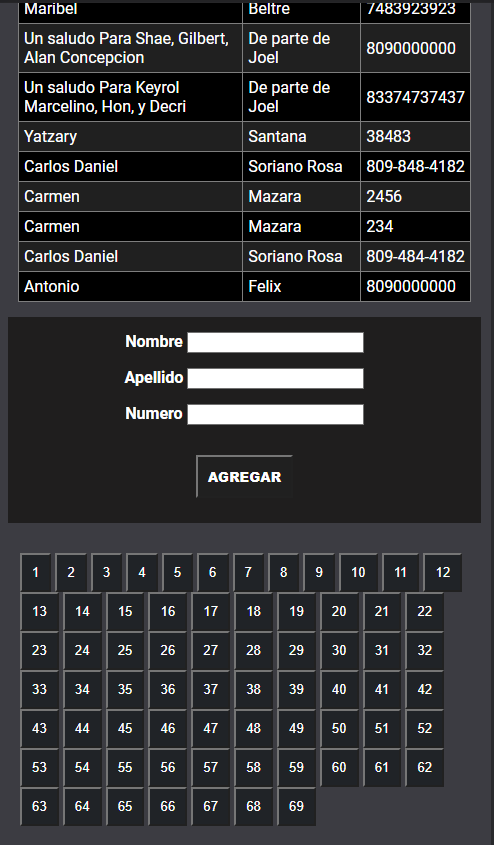 Maribel Beltre 7483923923
Un saludo Para Shae, Gilbert, De parte de 8090000000
Alan Concepcion Joel
Un saludo Para Keyrol De parte de 83374737437
Marcelino, Hon, y Decri Joel
Yatzary Santana 38483
Carlos Daniel Soriano Rosa 809-848-4182
Carmen Mazara 2456
Carmen Mazara 234
Carlos Daniel Soriano Rosa 809-484-4182
Antonio Felix 8090000000
Nombre
Apellido
Numero
AGREGAR
1 2 3 4 5 6 7 8 9 10 11 12
13 14 15 16 17 18 19 20 21 22
23 24 25 26 27 28 29 30 31 32
33 34 35 36 37 38 39 40 41 42
43 44 45 46 47 48 49 50 51 52
53 54 55 56 57 58 59 60 61 62
63 64 65 66 67 68 69